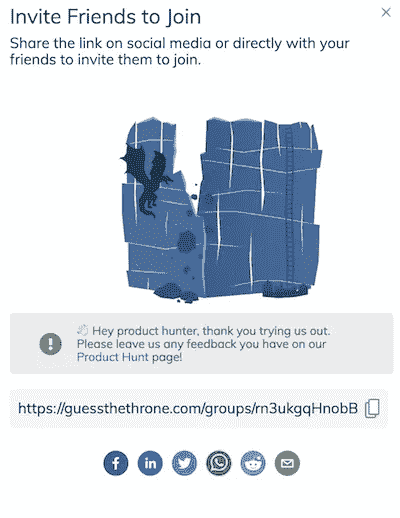 Invite Friends to Join
Share the link on social media or directly with your
friends to invite them to join.
👋 Hey product hunter, thank you trying us out.
Please leave us any feedback you have on our
Product Hunt page!
https://guessthethrone.com/groups/rn3ukgqHnobB